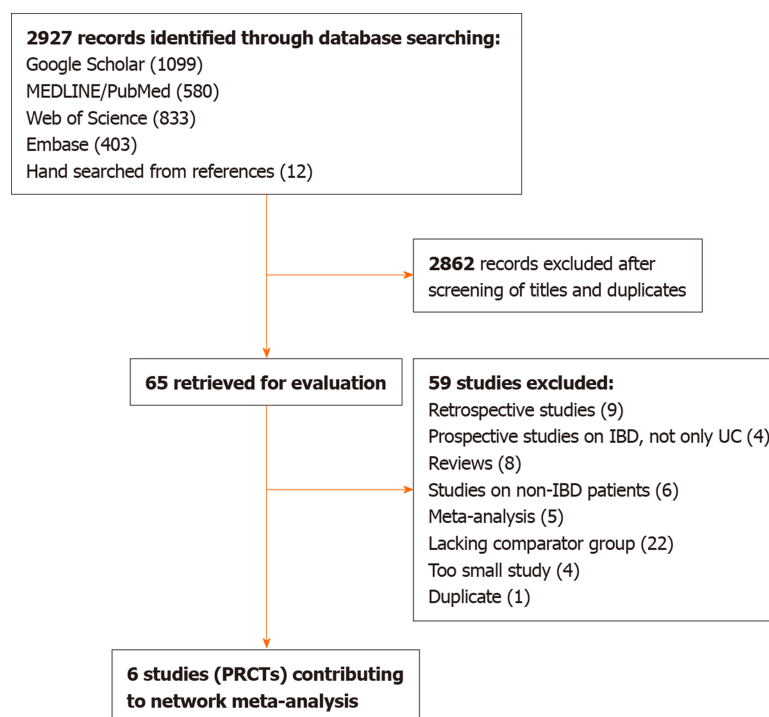 2927 records identified through database searching:
Google Scholar (1099)
MEDLINE/PubMed (580)
Web of Science (833)
Embase (403)
Hand searched from references (12)
2862 records excluded after
screening of titles and duplicates
65 retrieved for evaluation
59 studies excluded:
Retrospective studies (9)
Prospective studies on IBD, not only UC (4)
Reviews (8)
Studies on non-IBD patients (6)
Meta-analysis (5)
Lacking comparator group (22)
Too small study (4)
Duplicate (1)
6 studies (PRCTs) contributing
to network meta-analysis